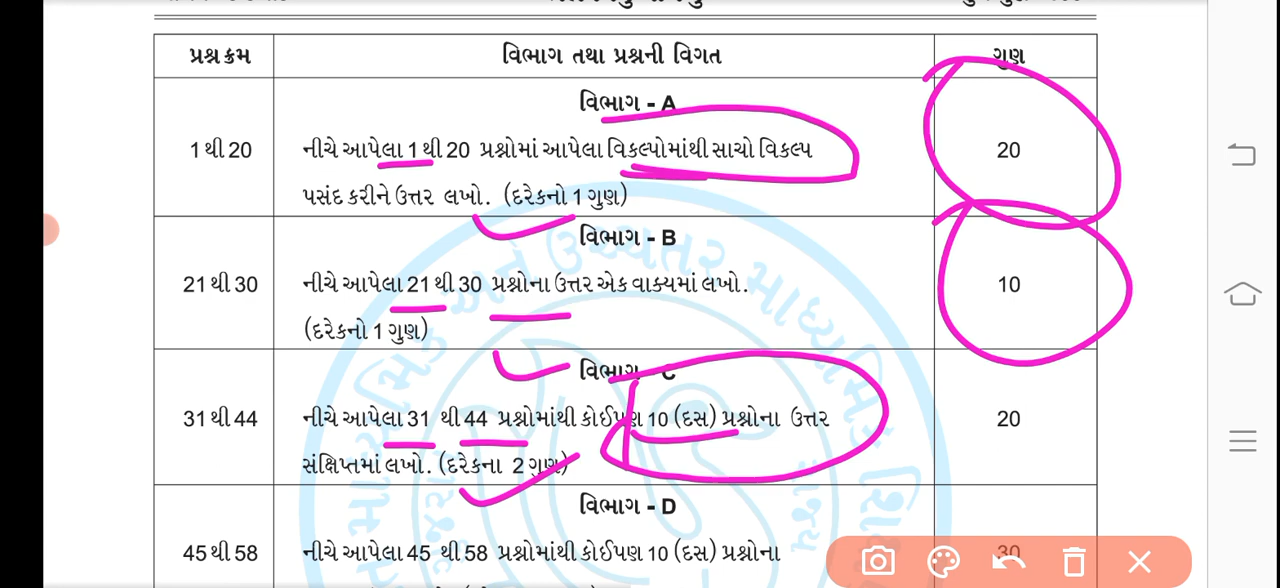 પ્રશ્ન ક્રમ વિભાગ તથા પ્રશ્નની વિગત ગુણ
વિભાગ - A
1 થી 20 નીચે આપેલા 1 થી 20 પ્રશ્નોમાં આપેલા વિકલ્પોમાંથી સાચો વિકલ્પ 20
પસંદ કરીને ઉત્તર લખો. (દરેકનો 1 ગુણ)
વિભાગ - B
21 થી 30 નીચે આપેલા 21 થી 30 પ્રશ્નોના ઉત્તર એક વાક્યમાં લખો. 10
(દરેકનો 1 ગુણ)
વિભાગ - C
31 થી 44 નીચે આપેલા 31 થી 44 પ્રશ્નોમાંથી કોઈપણ 10 (દસ) પ્રશ્નોના ઉત્તર 20
સંક્ષિપ્તમાં લખો. (દરેકના 2 ગુણ)
વિભાગ - D
45 થી 58 નીચે આપેલા 45 થી 58 પ્રશ્નોમાંથી કોઈપણ 10 (દસ) પ્રશ્નોના 30